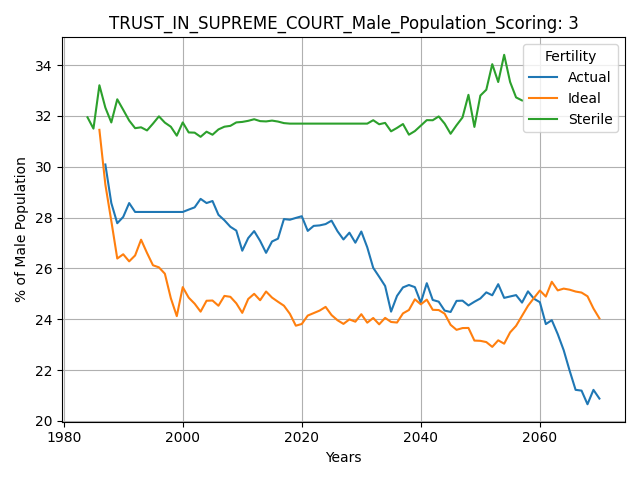 TRUST_IN_SUPREME_COURT_Male_Population_Scoring: 3
% of Male Population
34
32
30
28
26
24
22
20
1980
2000
2020
2040
2060
Years
Fertility
Actual
Ideal
Sterile